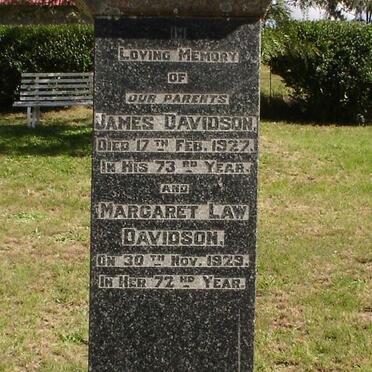 IN
LOVING MEMORY
OF
OUR PARENTS
JAMES DAVIDSON
DIED 17TH FEB. 1927.
IN HIS 73RD YEAR.
AND
MARGARET LAW
DAVIDSON.
ON 30TH NOV. 1929.
IN HER 72ND YEAR.